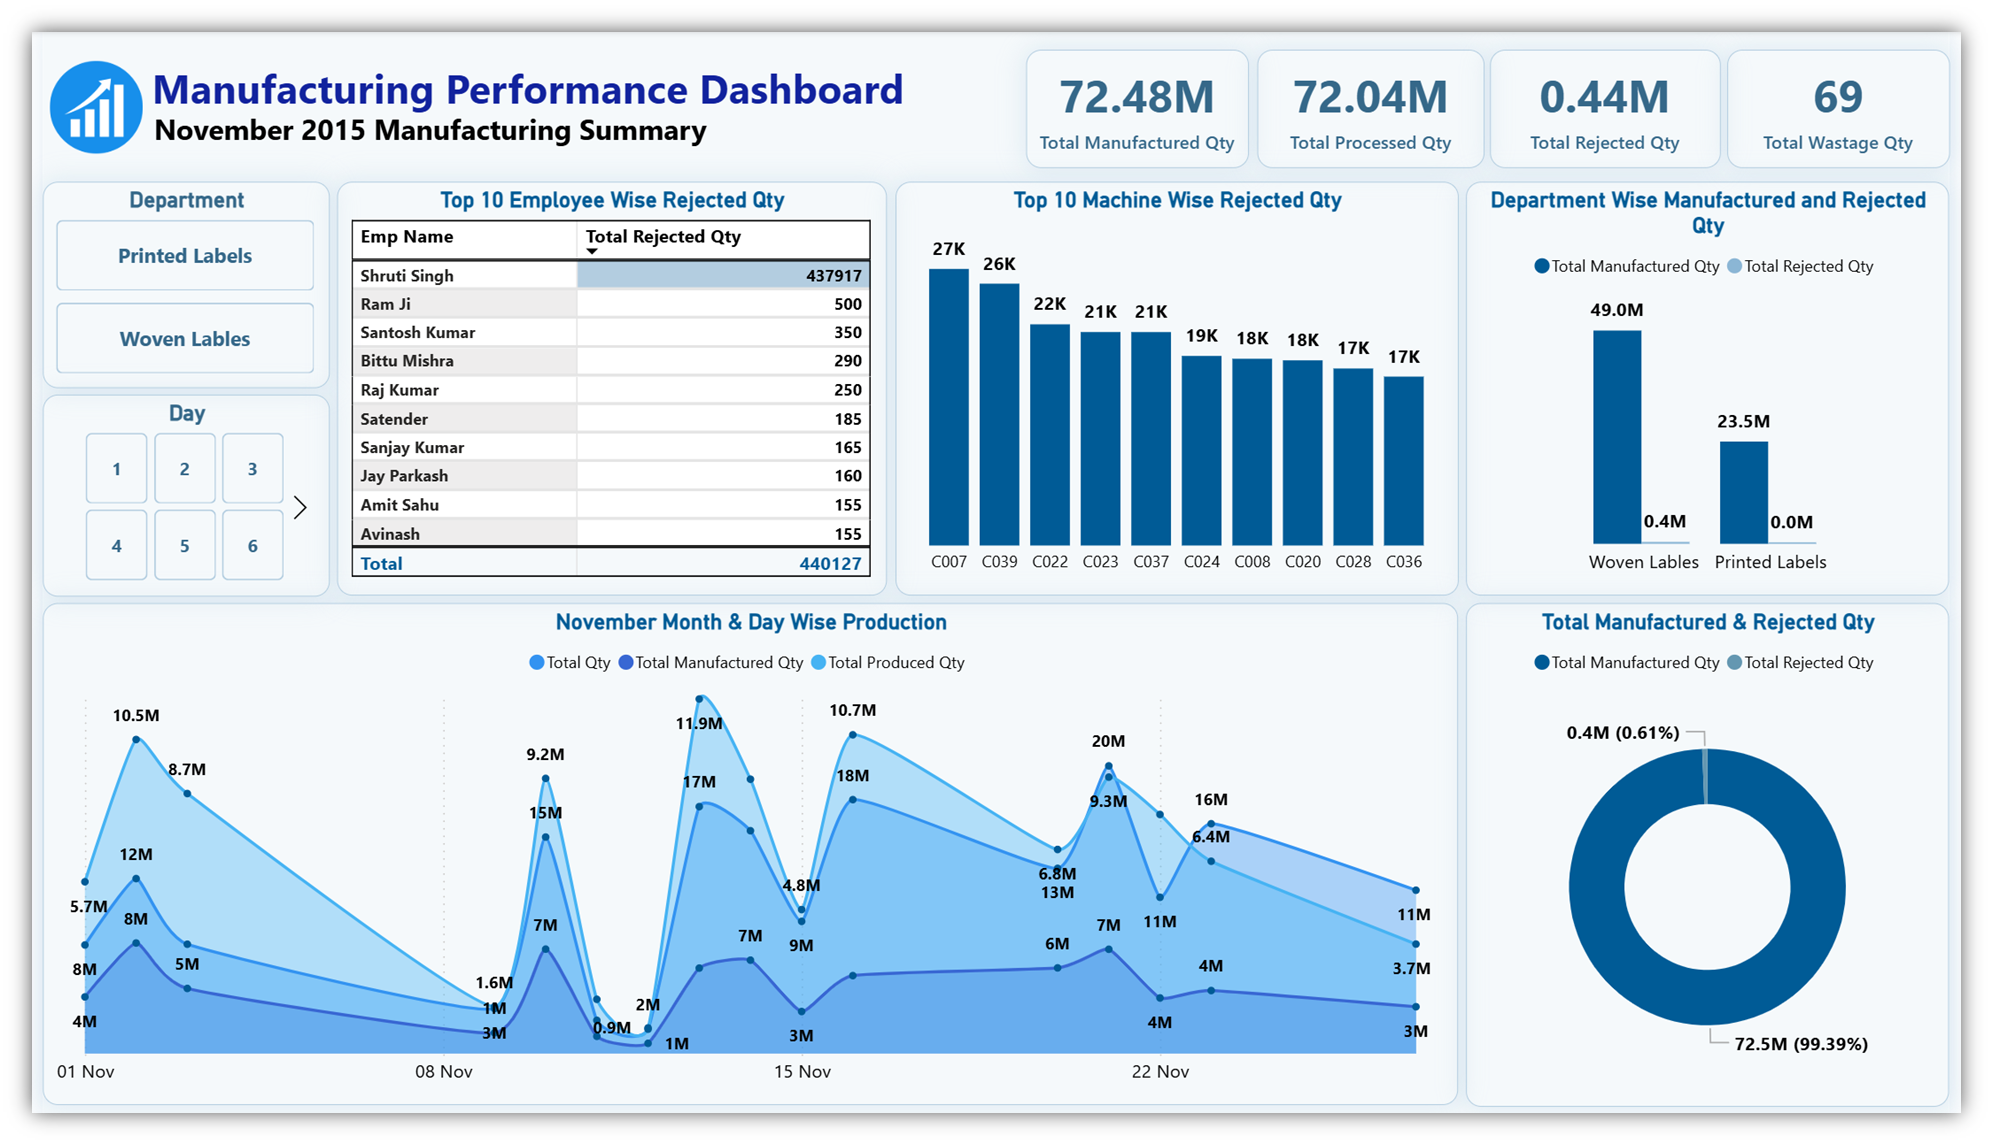 Manufacturing Performance Dashboard
November 2015 Manufacturing Summary
72.48M
Total Manufactured Qty
72.04M
Total Processed Qty
0.44M
Total Rejected Qty
69
Total Wastage Qty
Department
Printed Labels
Woven Lables
Day
1 2 3
4 5 6
Top 10 Employee Wise Rejected Qty
Emp Name Total Rejected Qty
Shruti Singh 437917
Ram Ji 500
Santosh Kumar 350
Bittu Mishra 290
Raj Kumar 250
Satender 185
Sanjay Kumar 165
Jay Parkash 160
Amit Sahu 155
Avinash 155
Total 440127
Top 10 Machine Wise Rejected Qty
27K 26K 22K 21K 21K 19K 18K 18K 17K 17K
C007 C039 C022 C023 C037 C024 C008 C020 C028 C036
Department Wise Manufactured and Rejected
Qty
Total Manufactured Qty Total Rejected Qty
49.0M
23.5M
0.4M 0.0M
Woven Lables Printed Labels
November Month & Day Wise Production
Total Qty Total Manufactured Qty Total Produced Qty
10.5M 8.7M 9.2M 11.9M 10.7M 20M
12M 15M 17M 18M 9.3M 16M
6.4M
5.7M 8M 4.8M 6.8M
13M
8M 5M 7M 7M 9M 6M 7M 11M 11M
4M 1.6M 4M 3.7M
1M 2M
3M 0.9M 1M 3M 4M 3M
01 Nov 08 Nov 15 Nov 22 Nov
Total Manufactured & Rejected Qty
Total Manufactured Qty Total Rejected Qty
0.4M (0.61%)
72.5M (99.39%)